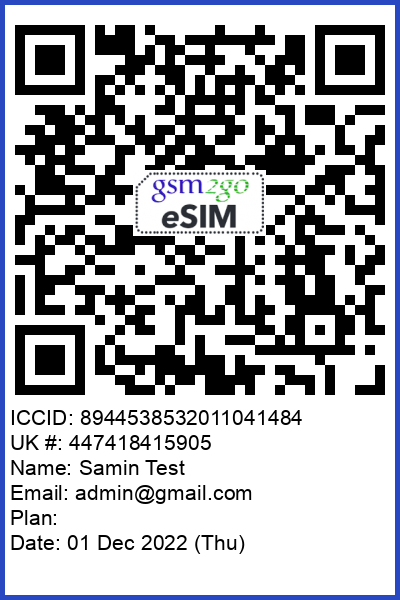 gsm2go
eSIM
ICCID: 8944538532011041484
UK #: 447418415905
Name: Samin Test
Email: admin@gmail.com
Plan:
Date: 01 Dec 2022 (Thu)